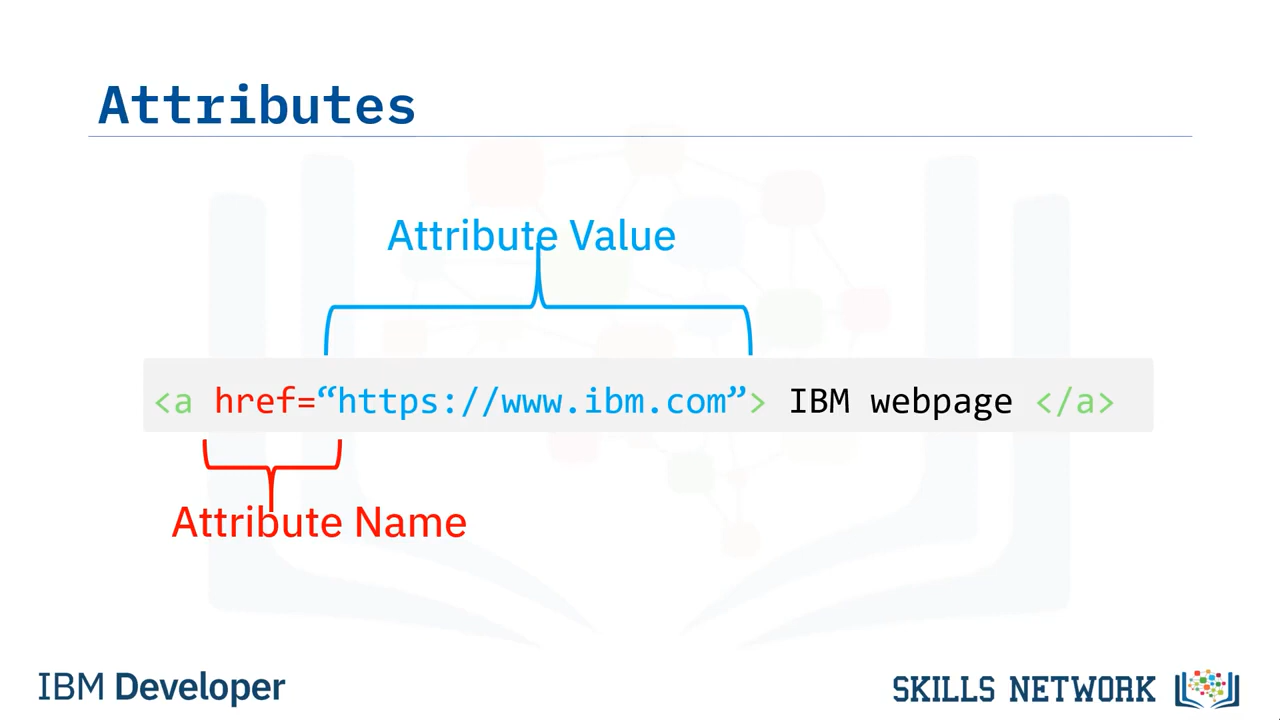 Attributes
Attribute Value
<a href=“https://www.ibm.com”> IBM webpage </a>
Attribute Name
IBM Developer
SKILLS NETWORK